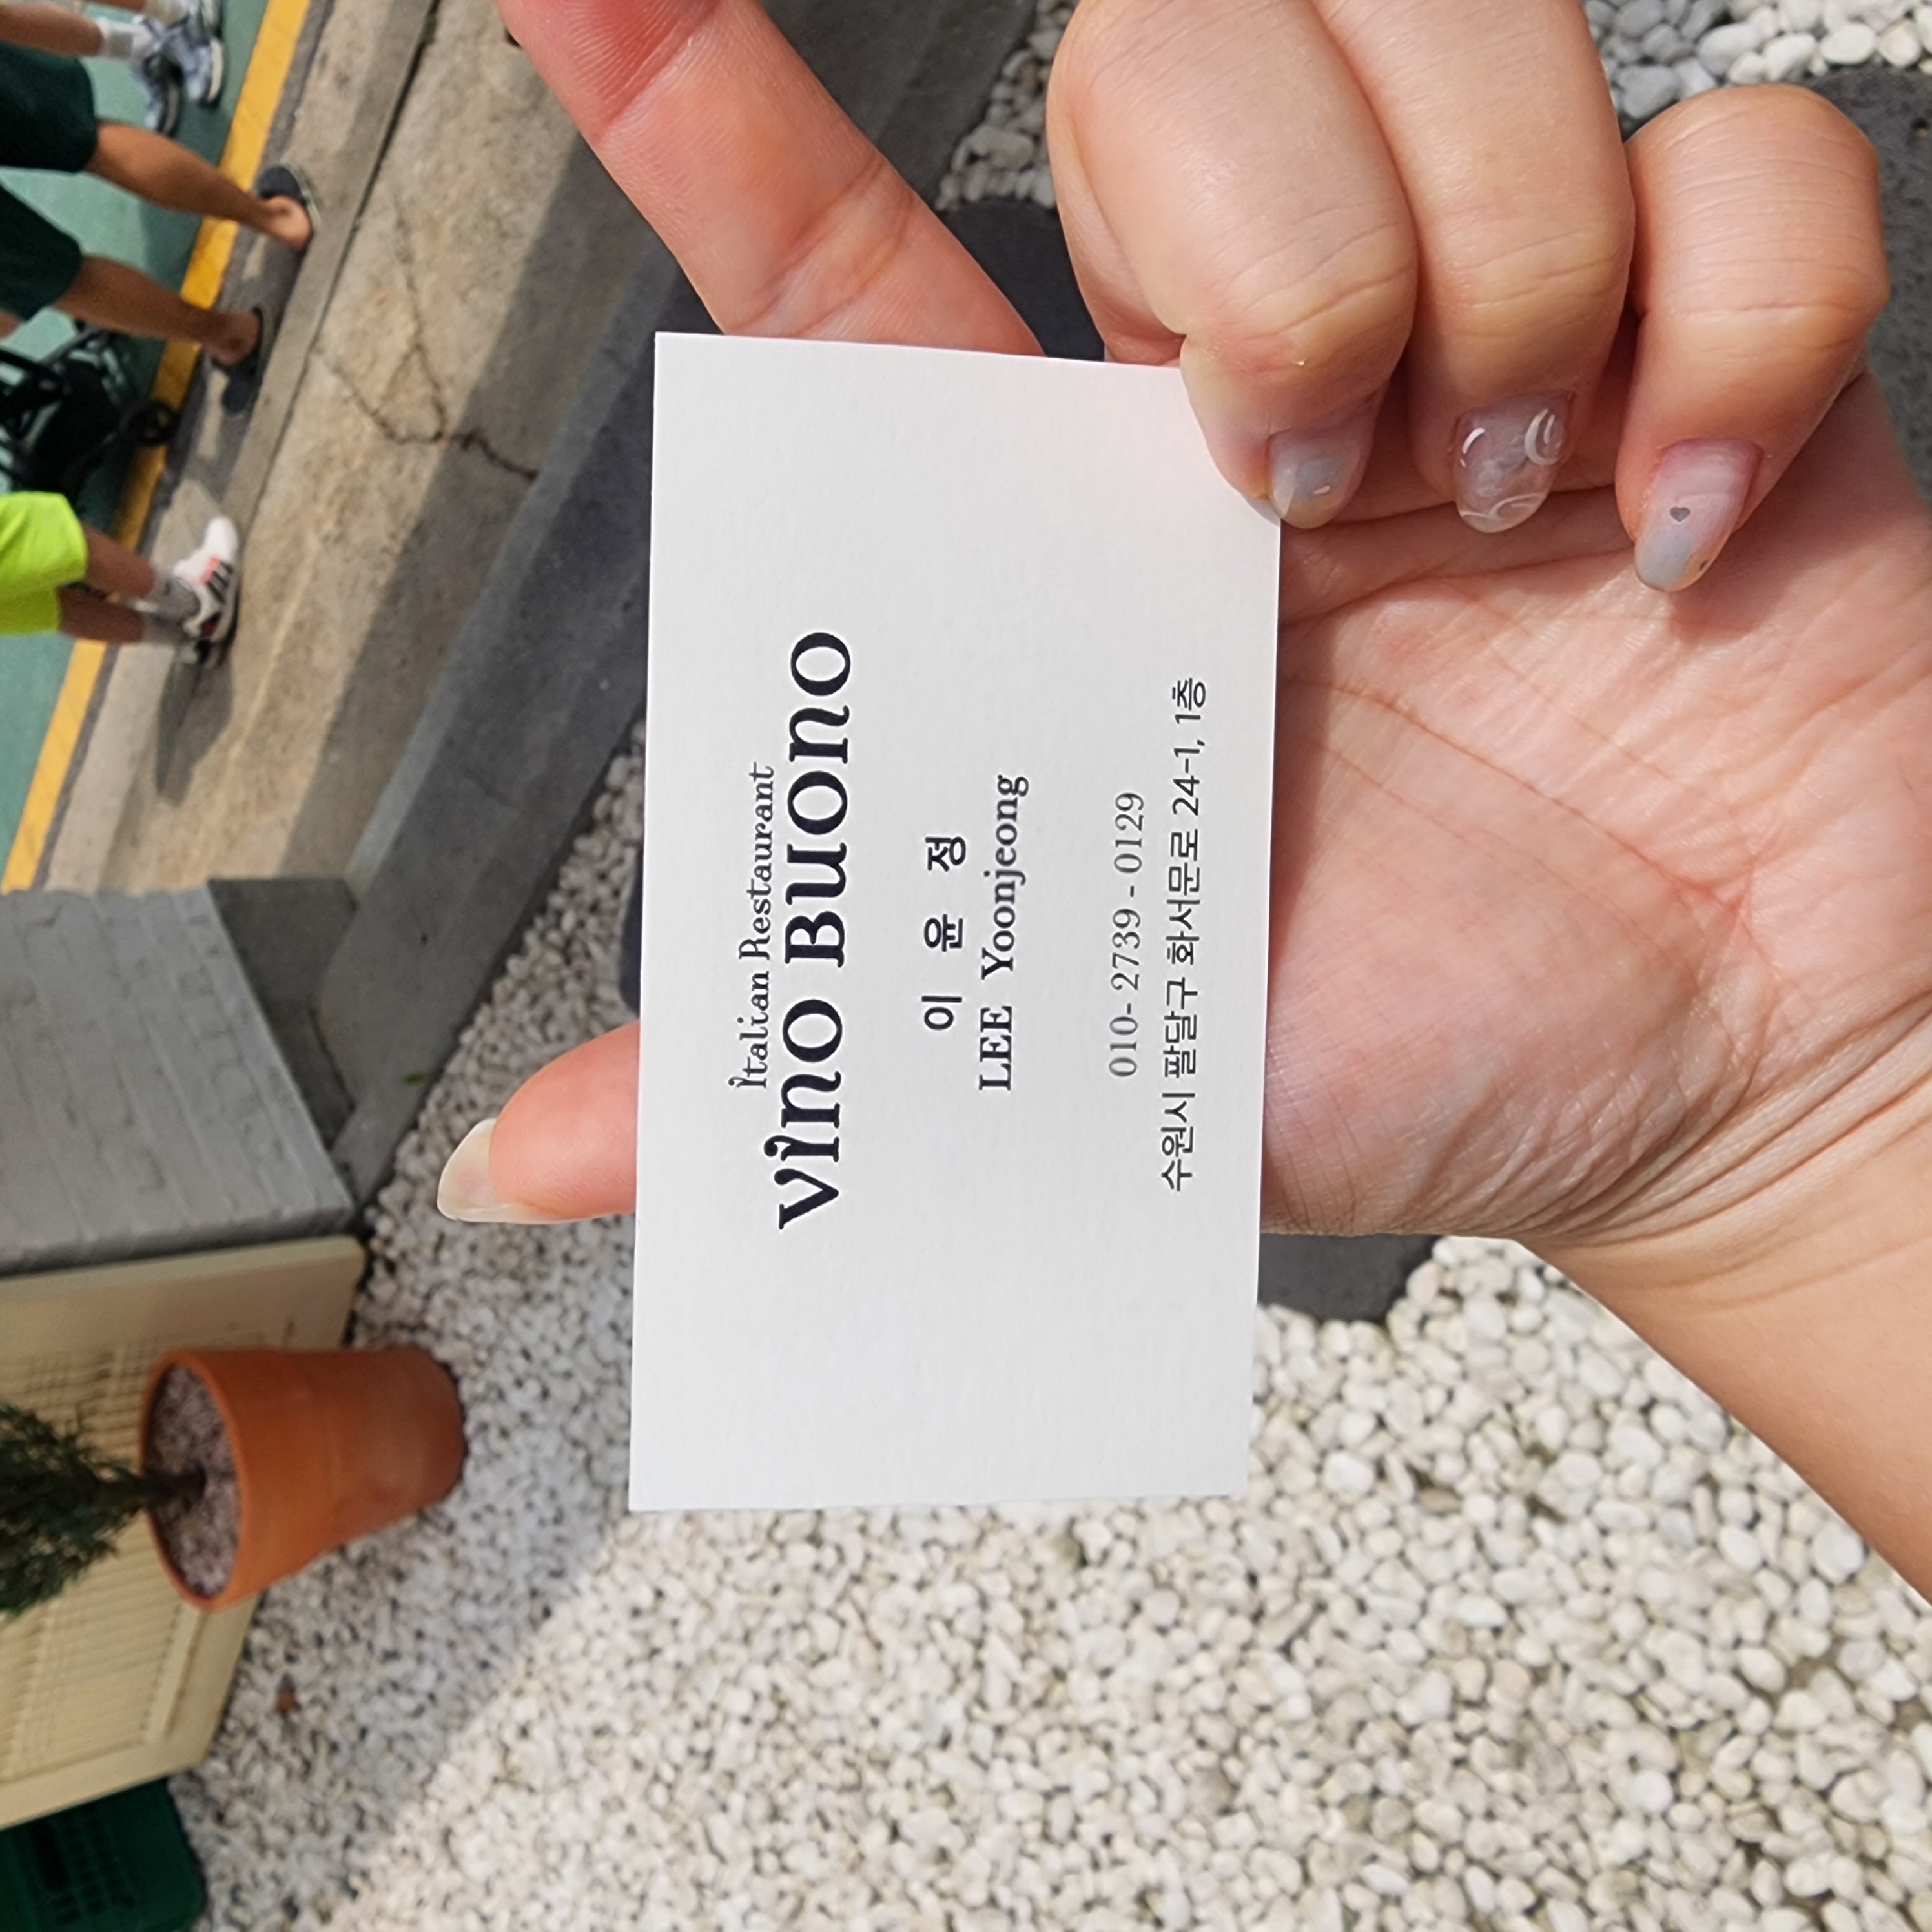 Italian Restaurant
Vino Buono
이 윤 정
LEE Yoonjeong
010- 2739 - 0129
수원시 팔달구 화서문로 24-1, 1층